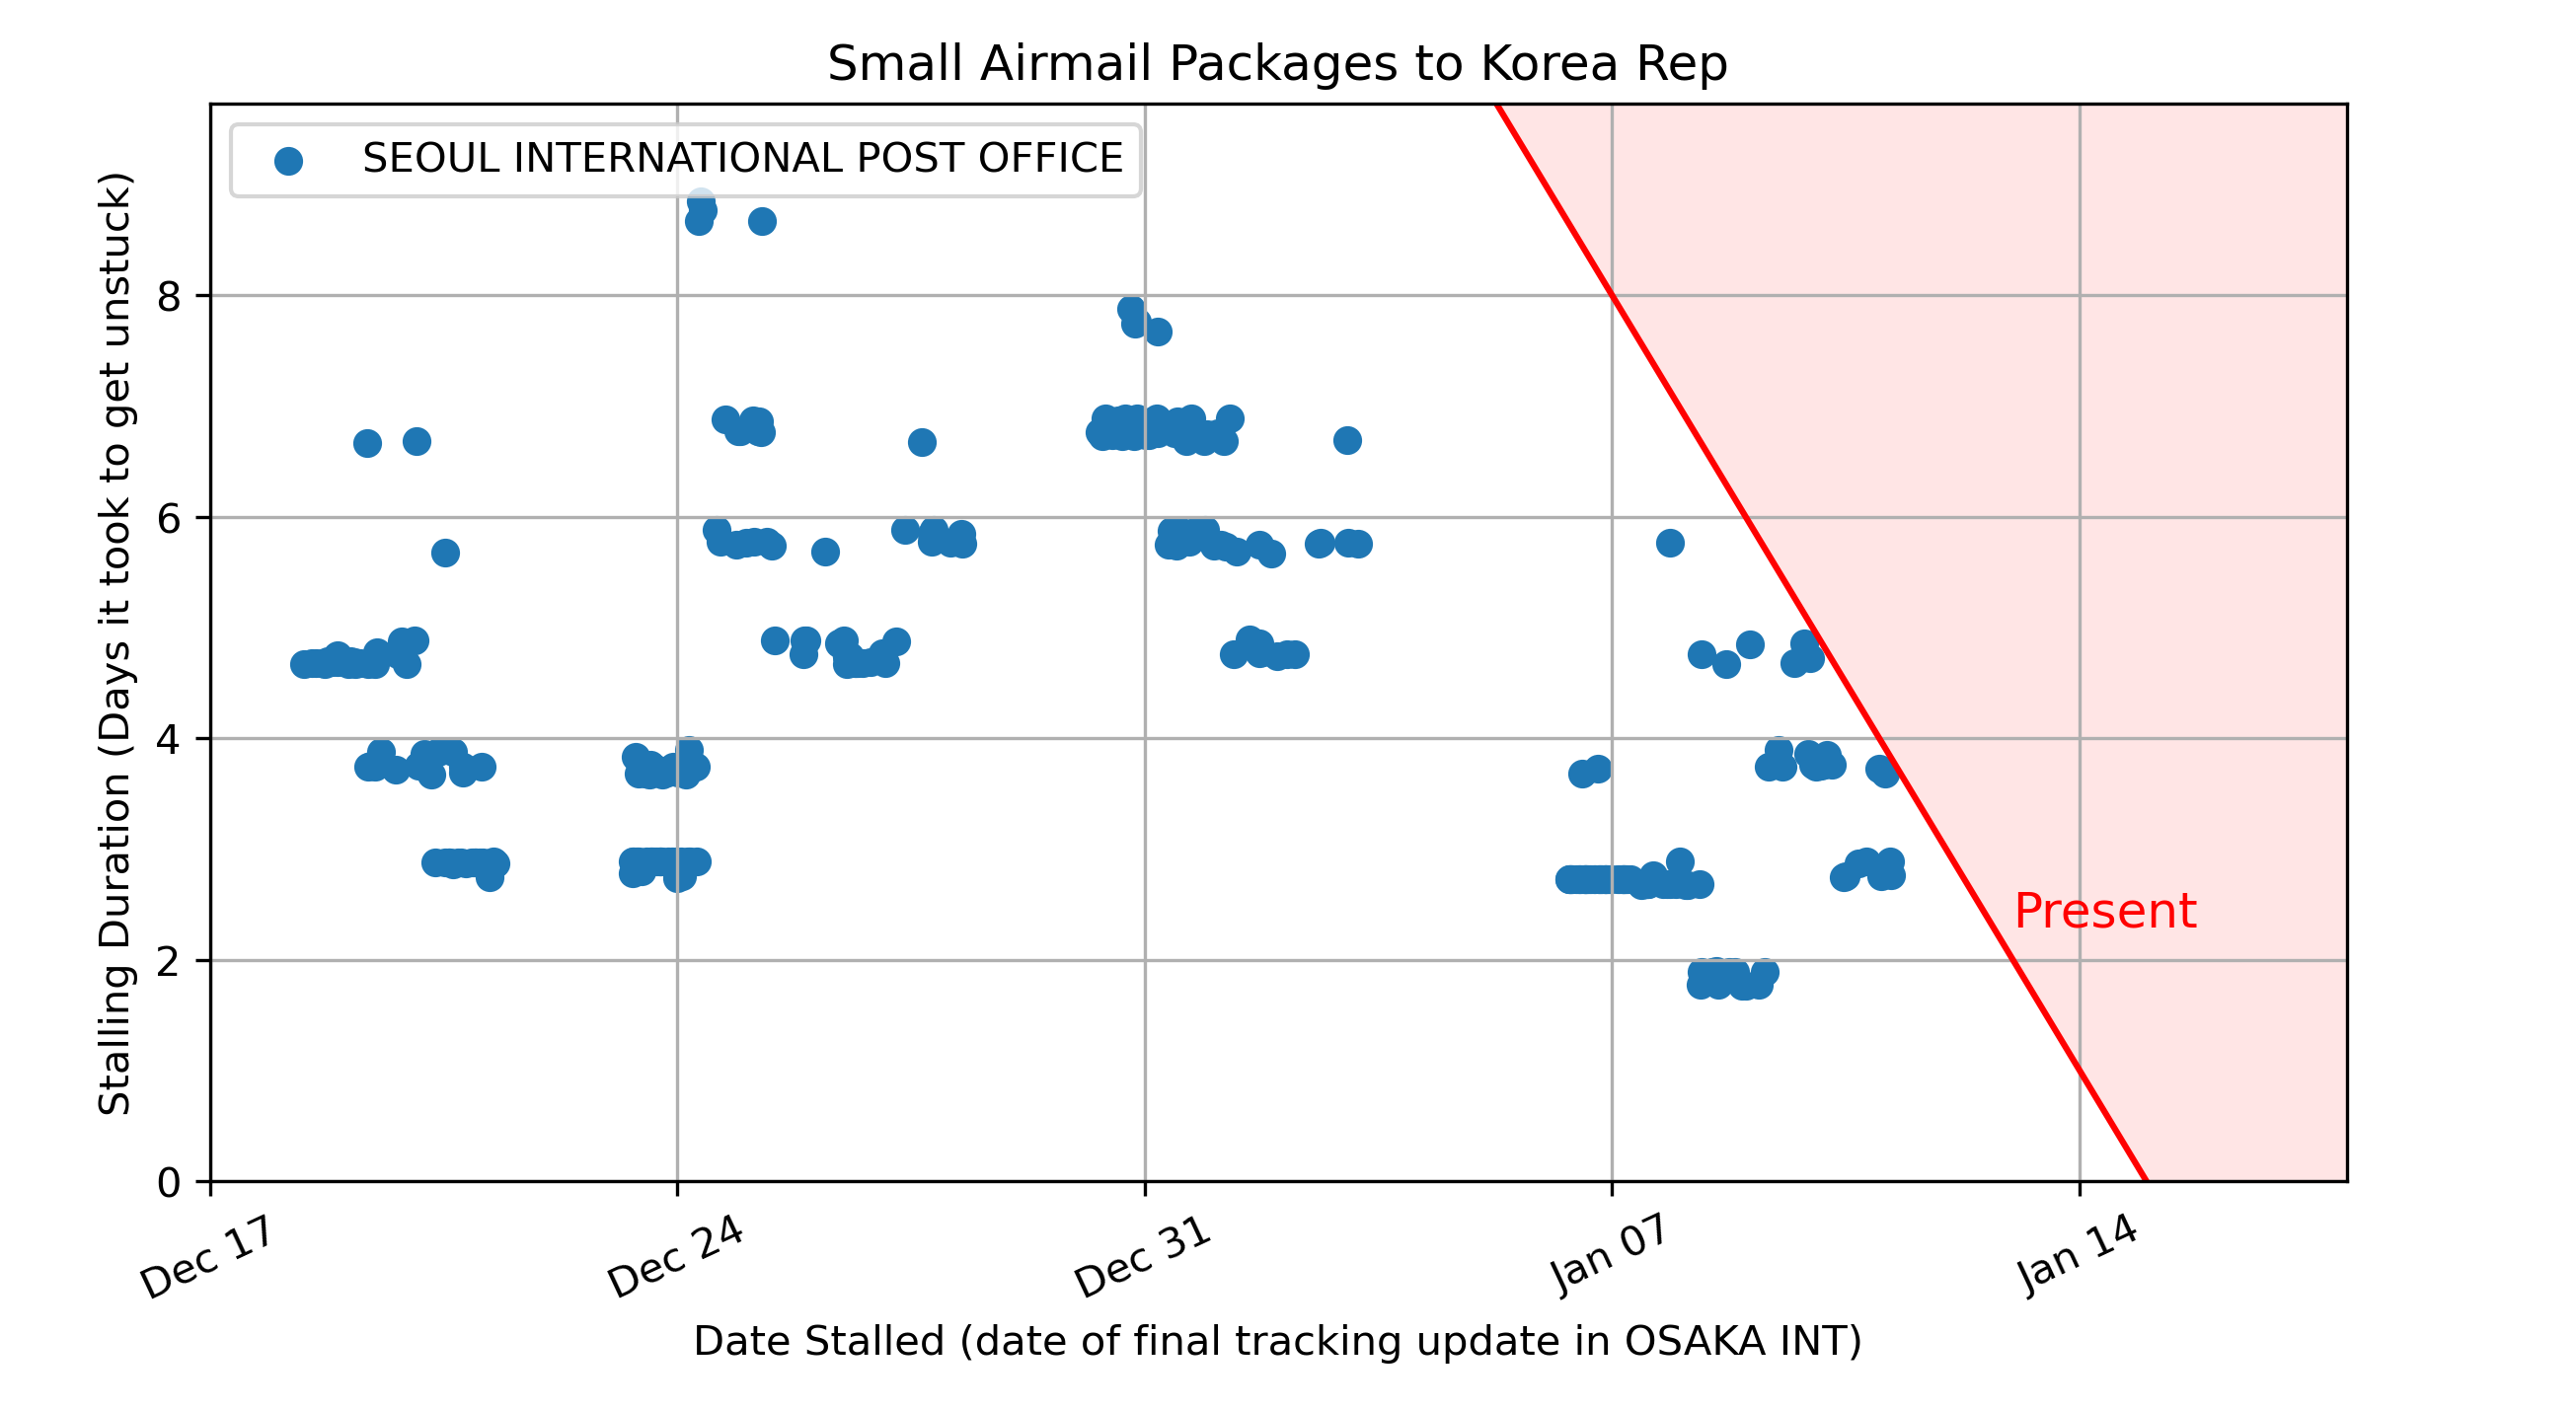 Small Airmail Packages to Korea Rep
SEOUL INTERNATIONAL POST OFFICE
Stalling Duration (Days it took to get unstuck)
8
6
4
2
0
Present
Dec 17
Dec 24
Dec 31
Jan 07
Jan 14
Date Stalled (date of final tracking update in OSAKA INT)